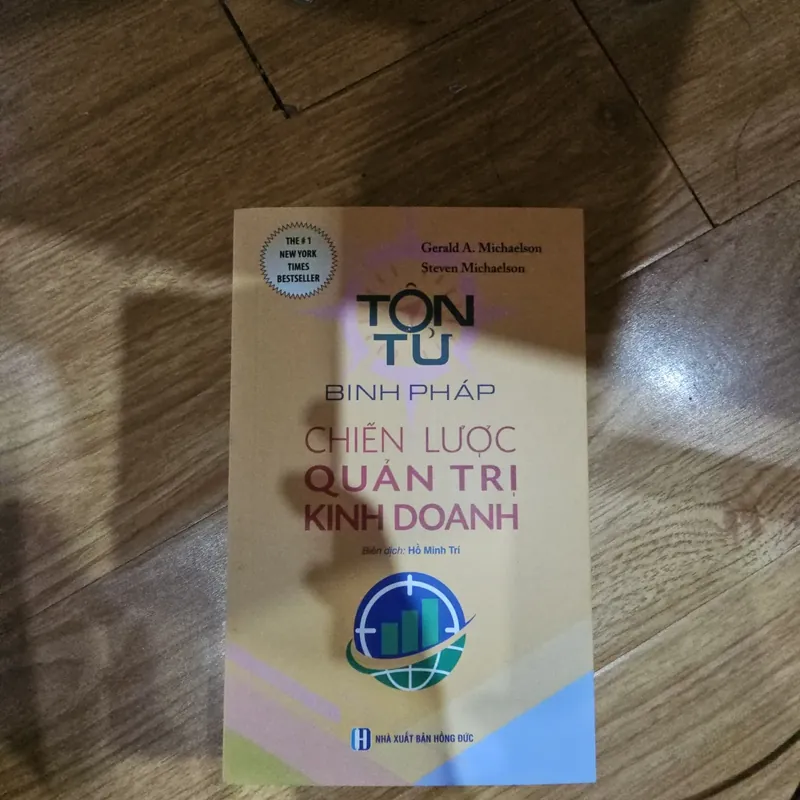 THE # 1
NEW YORK
TIMES
BESTSELLER
Gerald A. Michaelson
Steven Michaelson
TÔN
TỬ
BINH PHÁP
CHIẾN LƯỢC
QUẢN TRỊ
KINH DOANH
Biên dịch: Hồ Minh Trí
NHÀ XUẤT BẢN HỒNG ĐỨC